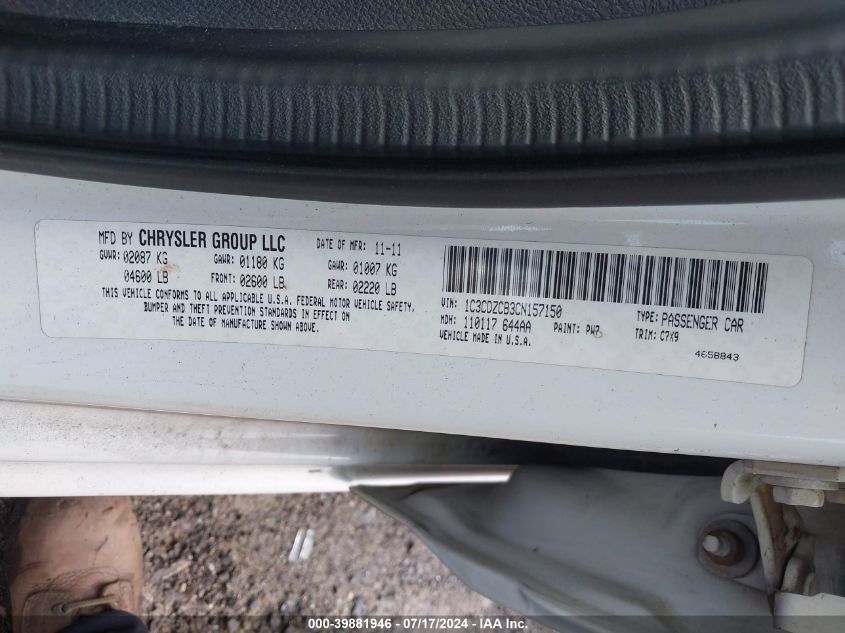 MFD BY CHRYSLER GROUP LLC DATE OF MFR: 11-11
GVWR: 02087 KG GAWR: 01180 KG GAWR: 01007 KG
04600 LB FRONT: 02600 LB REAR: 02220 LB
THIS VEHICLE CONFORMS TO ALL APPLICABLE U.S.A. FEDERAL MOTOR VEHICLE SAFETY,
BUMPER AND THEFT PREVENTION STANDARDS IN EFFECT ON
THE DATE OF MANUFACTURE SHOWN ABOVE.
VIN: 1C3CDZCB3CN157150 TYPE: PASSENGER CAR
MDH: 110117 644AA PAINT: PW7 TRIM: C7X9
VEHICLE MADE IN U.S.A.
4658843
000-39881946 07/17/2024 - IAA Inc.